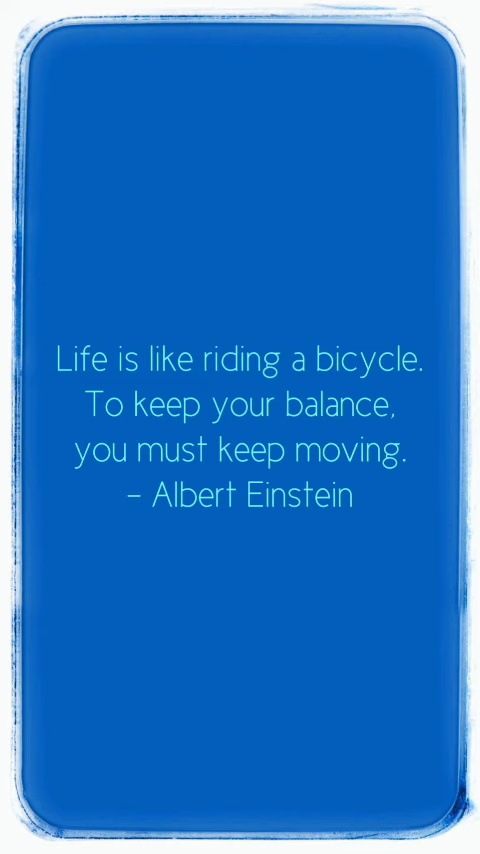 Life is like riding a bicycle.
To keep your balance,
you must keep moving.
- Albert Einstein